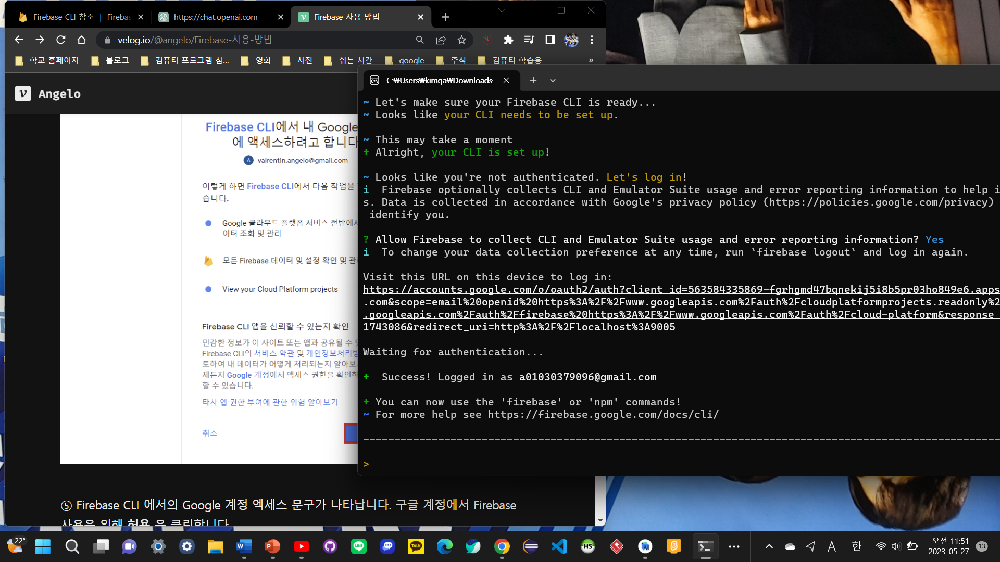 Firebase CLI 참조 | Firebas
https://chat.openai.com
Firebase 사용 방법
velog.io/@angelo/Firebase-사용-방법
학교 홈페이지
블로그
컴퓨터 프로그램 참...
영화
사전
쉬는 시간
google
주식
컴퓨터 학습용
»
Angelo
Firebase CLI에서 내 Google
에 액세스하려고 합니다
A valrentin.angelo@gmail.com
이렇게 하면 Firebase CLI에서 다음 작업을
습니다.
Google 클라우드 플랫폼 서비스 전반에서
이터 조회 및 관리
모든 Firebase 데이터 및 설정 확인 및 관리
View your Cloud Platform projects
Firebase CLI 앱을 신뢰할 수 있는지 확인
민감한 정보가 이 사이트 또는 앱과 공유될 수 있
Firebase CLI의 서비스 약관 및 개인정보처리방
토하여 내 데이터가 어떻게 처리되는지 알아보
제든지 Google 계정에서 액세스 권한을 확인하
할 수 있습니다.
타사 앱 권한 부여에 관한 위험 알아보기
취소
⑤ Firebase CLI 에서의 Google 계정 엑세스 문구가 나타납니다. 구글 계정에서 Firebase
사용을 위해 허용 을 클릭합니다
C:₩Users₩kimga₩Downloads₩
~ Let's make sure your Firebase CLI is ready...
~ Looks like your CLI needs to be set up.
~ This may take a moment
+ Alright, your CLI is set up!
~ Looks like you're not authenticated. Let's log in!
i  Firebase optionally collects CLI and Emulator Suite usage and error reporting information to help i
s. Data is collected in accordance with Google's privacy policy (https://policies.google.com/privacy)
identify you.
? Allow Firebase to collect CLI and Emulator Suite usage and error reporting information? Yes
i  To change your data collection preference at any time, run `firebase logout` and log in again.
Visit this URL on this device to log in:
https://accounts.google.com/o/oauth2/auth?client_id=563584335869-fgrhgmd47bqnekij5i8b5pr03ho849e6.apps
.com&scope=email%20openid%20https%3A%2F%2Fwww.googleapis.com%2Fauth%2Fcloudplatformprojects.readonly%2
.googleapis.com%2Fauth%2Ffirebase%20https%3A%2F%2Fwww.googleapis.com%2Fauth%2Fcloud-platform&response_
1743086&redirect_uri=http%3A%2F%2Flocalhost%3A9005
Waiting for authentication...
+  Success! Logged in as a01030379096@gmail.com
+ You can now use the 'firebase' or 'npm' commands!
~ For more help see https://firebase.google.com/docs/cli/
>
22°
A
한
오전 11:51
2023-05-27
13